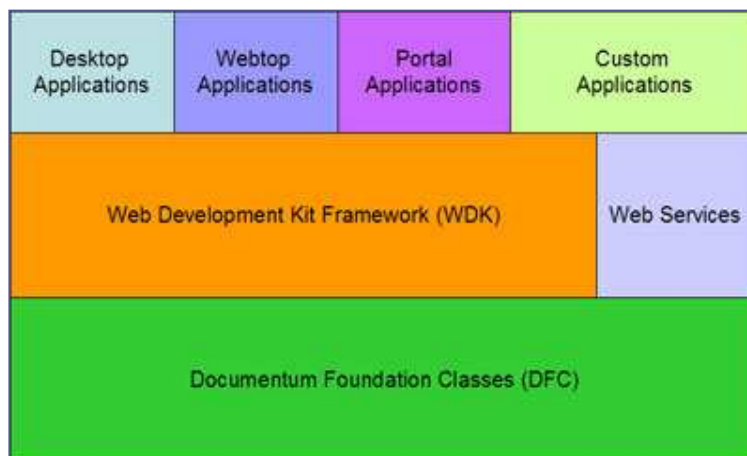 Desktop
Applications
Webtop
Applications
Portal
Applications
Custom
Applications
Web Development Kit Framework (WDK)
Web Services
Documentum Foundation Classes (DFC)